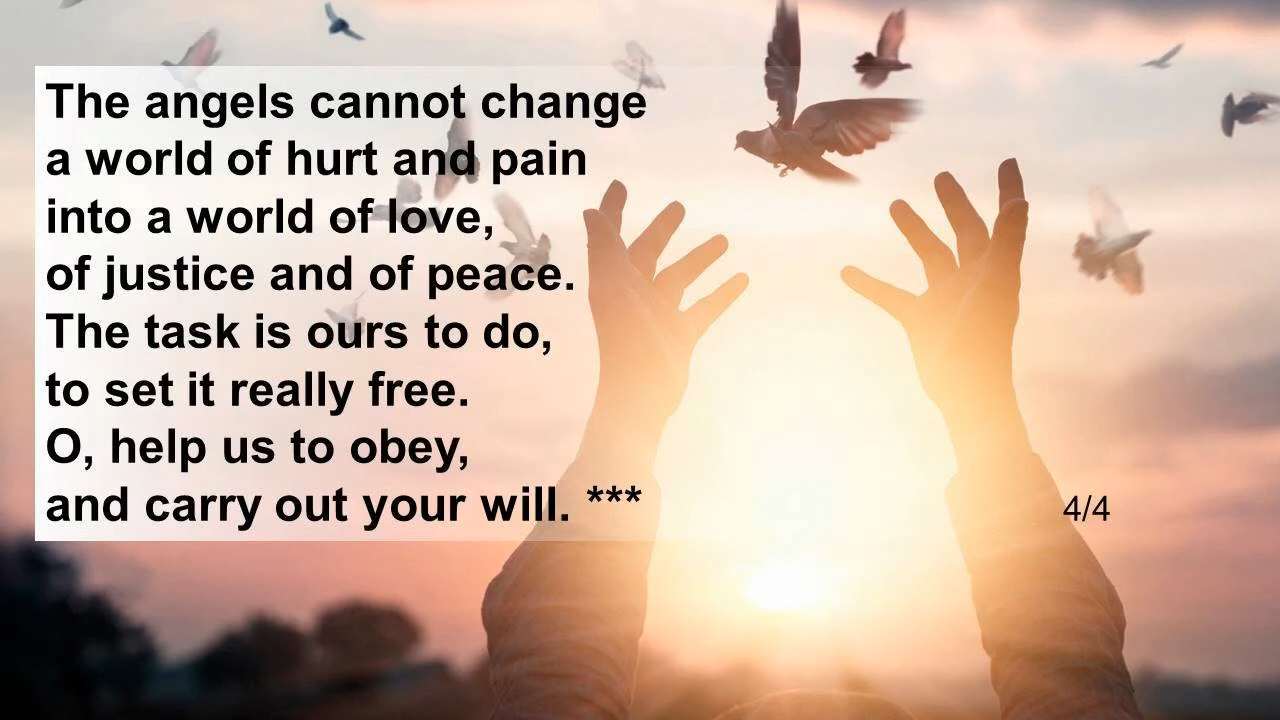 The angels cannot change
a world of hurt and pain
into a world of love,
of justice and of peace.
The task is ours to do,
to set it really free.
O, help us to obey,
and carry out your will. ***
4/4